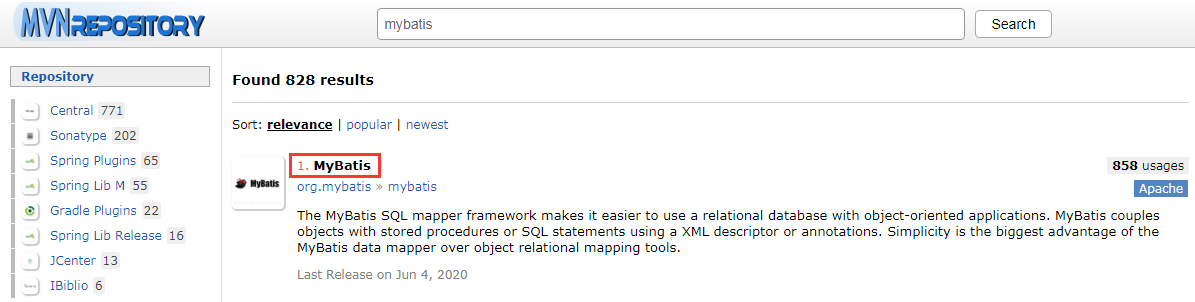 MVNREPOSITORY
mybatis
Search
Repository
Central 771
Sonatype 202
Spring Plugins 65
Spring Lib M 55
Gradle Plugins 22
Spring Lib Release 16
JCenter 13
IBiblio 6
Found 828 results
Sort: relevance | popular | newest
MyBatis
1. MyBatis
858 usages
org.mybatis » mybatis
Apache
The MyBatis SQL mapper framework makes it easier to use a relational database with object-oriented applications. MyBatis couples
objects with stored procedures or SQL statements using a XML descriptor or annotations. Simplicity is the biggest advantage of the
MyBatis data mapper over object relational mapping tools.
Last Release on Jun 4, 2020